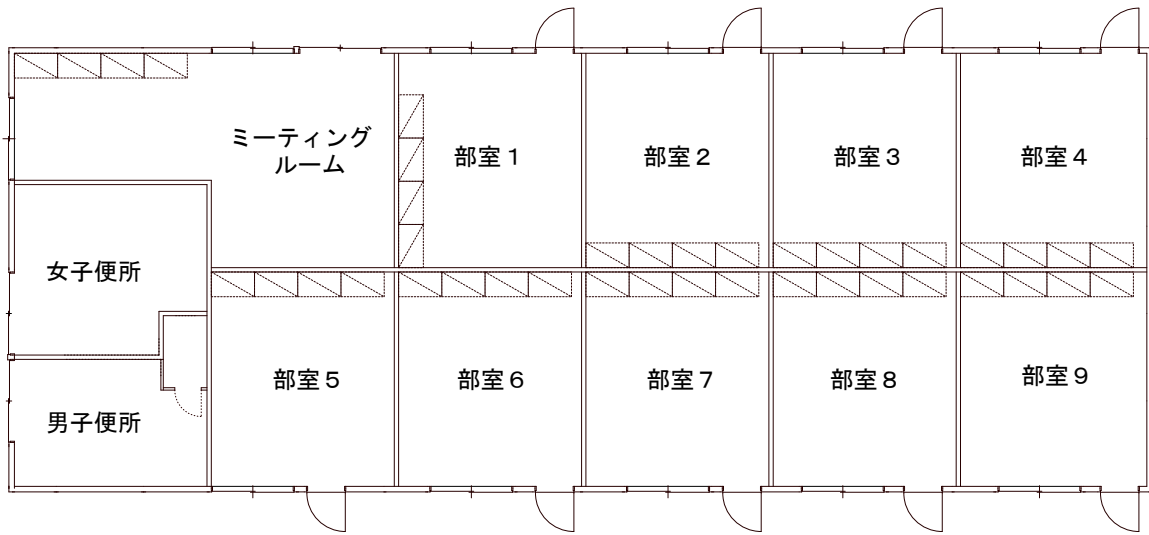 ミーティング
ルーム
部室１
部室２
部室３
部室４
女子便所
男子便所
部室５
部室６
部室７
部室８
部室９